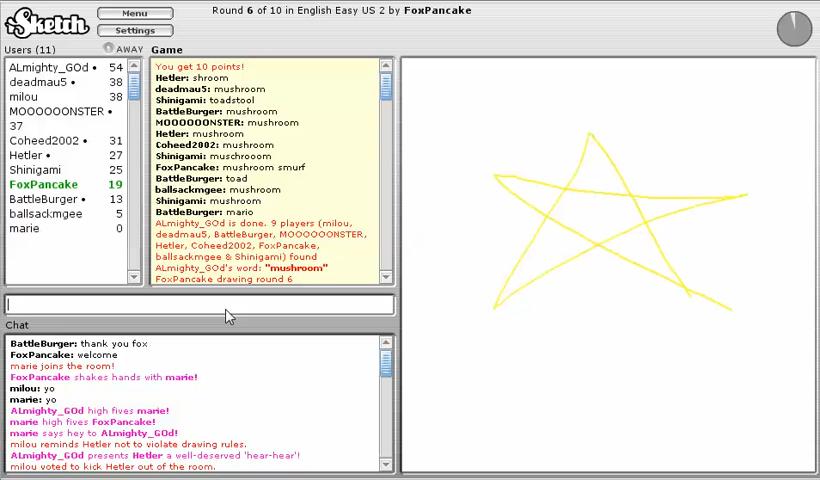 iSketch
Menu
Settings
Round 6 of 10 in English Easy US 2 by FoxPancake
Users (11)
AWAY
ALmighty_GOd • 54
deadmau5 • 38
milou 38
MOOOOOONSTER •
37
Coheed2002 • 31
Hetler • 27
Shinigami 25
FoxPancake 19
BattleBurger • 13
ballsackmgee 5
marie 0
Game
You get 10 points!
Hetler: shroom
deadmau5: mushroom
Shinigami: toadstool
BattleBurger: mushroom
MOOOOOONSTER: mushroom
Hetler: mushroom
Coheed2002: mushroom
Shinigami: muschrooom
FoxPancake: mushroom smurf
BattleBurger: toad
ballsackmgee: mushroom
Shinigami: mushroom
BattleBurger: mario
ALmighty_GOd is done. 9 players (milou,
deadmau5, BattleBurger, MOOOOOONSTER,
Hetler, Coheed2002, FoxPancake,
ballsackmgee & Shinigami) found
ALmighty_GOd's word: "mushroom"
FoxPancake drawing round 6
Chat
BattleBurger: thank you fox
FoxPancake: welcome
marie joins the room!
FoxPancake shakes hands with marie!
milou: yo
marie: yo
ALmighty_GOd high fives marie!
marie high fives FoxPancake!
marie says hey to ALmighty_GOd!
milou reminds Hetler not to violate drawing rules.
ALmighty_GOd presents Hetler a well-deserved 'hear-hear'!
milou voted to kick Hetler out of the room.